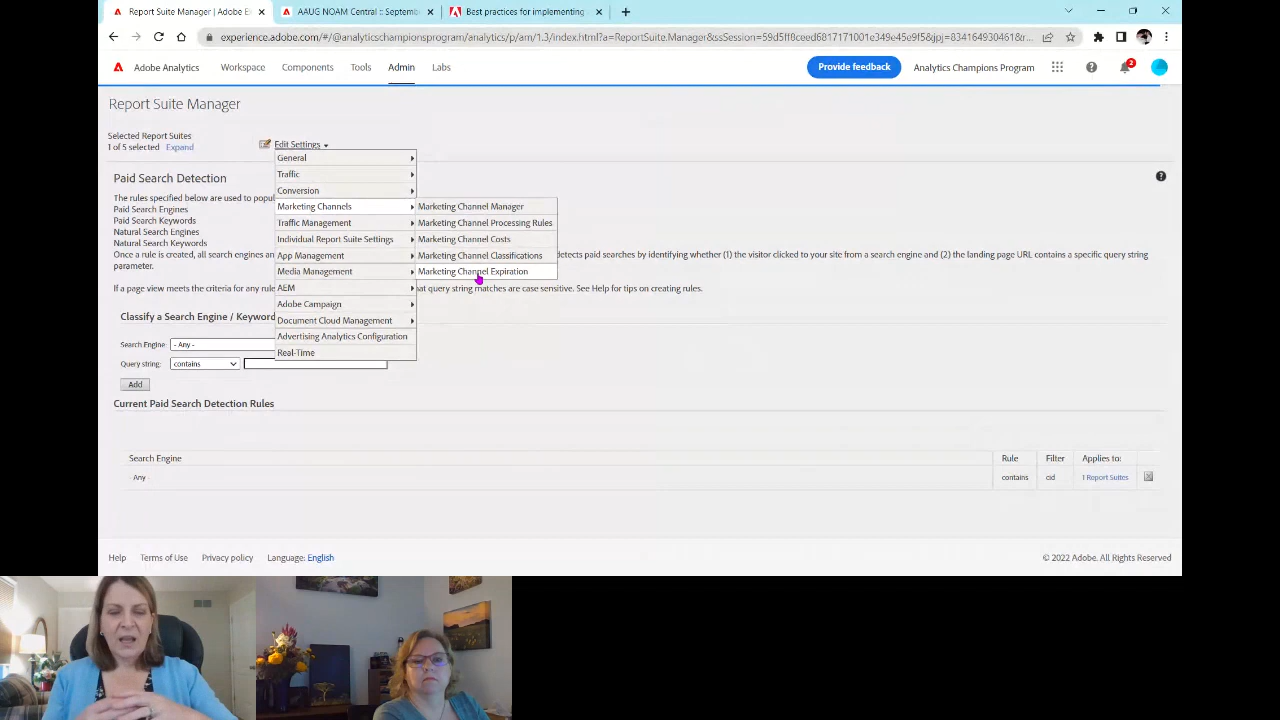 Report Suite Manager | Adobe Ex
AAUG NOAM Central :: Septemb
Best practices for implementing
experience.adobe.com/#/@analyticschampionsprogram/analytics/p/am/1.3/index.html?a=ReportSuite.Manager&ssSession=59d5ff8ceed6817171001e349e45e9f5&jpj=83416493046１&r...
Adobe Analytics Workspace Components Tools Admin Labs Provide feedback Analytics Champions Program 2
Report Suite Manager
Selected Report Suites
1 of 5 selected Expand
Edit Settings
General
Traffic
Conversion
Marketing Channels
Traffic Management
Individual Report Suite Settings
App Management
Media Management
AEM
Adobe Campaign
Document Cloud Management
Advertising Analytics Configuration
Real-Time
Marketing Channel Manager
Marketing Channel Processing Rules
Marketing Channel Costs
Marketing Channel Classifications
Marketing Channel Expiration
Paid Search Detection
The rules specified below are used to popul
Paid Search Engines
Paid Search Keywords
Natural Search Engines
Natural Search Keywords
Once a rule is created, all search engines an
detects paid searches by identifying whether (1) the visitor clicked to your site from a search engine and (2) the landing page URL contains a specific query string
parameter.
If a page view meets the criteria for any rule
hat query string matches are case sensitive. See Help for tips on creating rules.
Classify a Search Engine / Keyword
Search Engine: - Any -
Query string: contains
Add
Current Paid Search Detection Rules
Search Engine Rule Filter Applies to:
- Any contains cid 1 Report Suites
Help Terms of Use Privacy policy Language: English © 2022 Adobe. All Rights Reserved